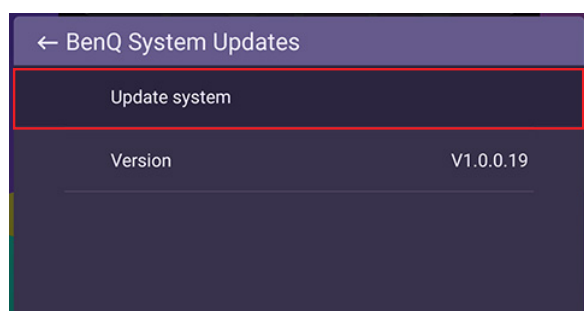 ← BenQ System Updates
Update system
Version V1.0.0.19